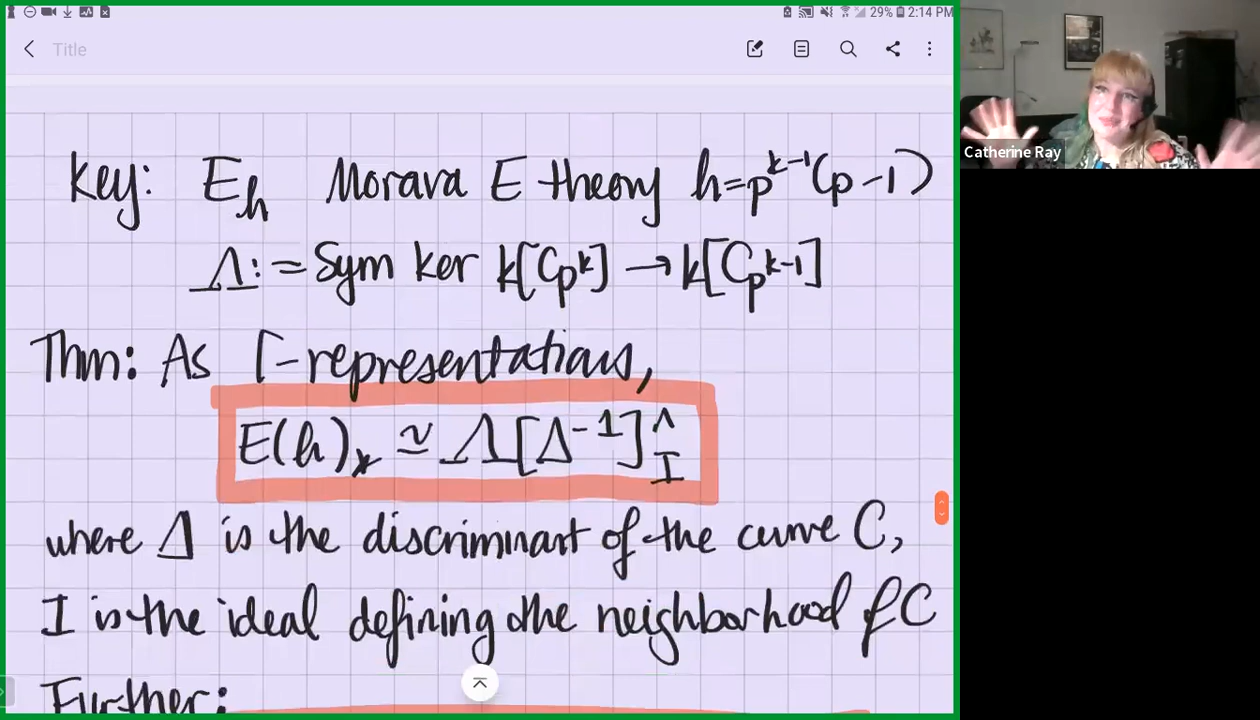 29% 2:14 PM
Title
Key: E_h Morava E theory h=p^{k-1}(p-1)
Λ:= Sym ker k[C_{p^k}] → k[C_{p^{k-1}}]
Thm: As Γ-representations,
E(h)_* ≃ Λ[Δ^{-1}]^∧_I
where Δ is the discriminant of the curve C,
I is the ideal defining the neighborhood of C
Further:
Catherine Ray